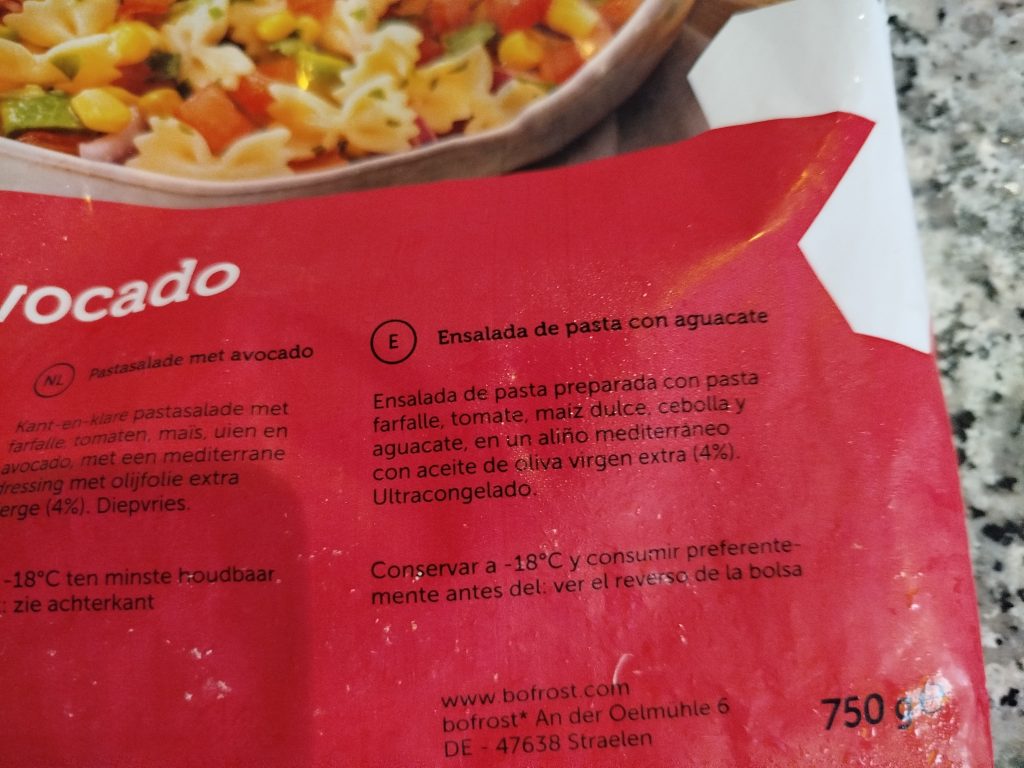 vocado
NL Pastasalade met avocado
Kant-en-klare pastasalade met
farfalle, tomaten, maïs, uien en
avocado, met een mediterrane
dressing met olijfolie extra
erge (4%). Diepvries.
-18°C ten minste houdbaar
: zie achterkant
E Ensalada de pasta con aguacate
Ensalada de pasta preparada con pasta
farfalle, tomate, maíz dulce, cebolla y
aguacate, en un aliño mediterráneo
con aceite de oliva virgen extra (4%).
Ultracongelado.
Conservar a -18°C y consumir preferente-
mente antes del: ver el reverso de la bolsa
www.bofrost.com
bofrost* An der Oelmühle 6
DE - 47638 Straelen
750 g